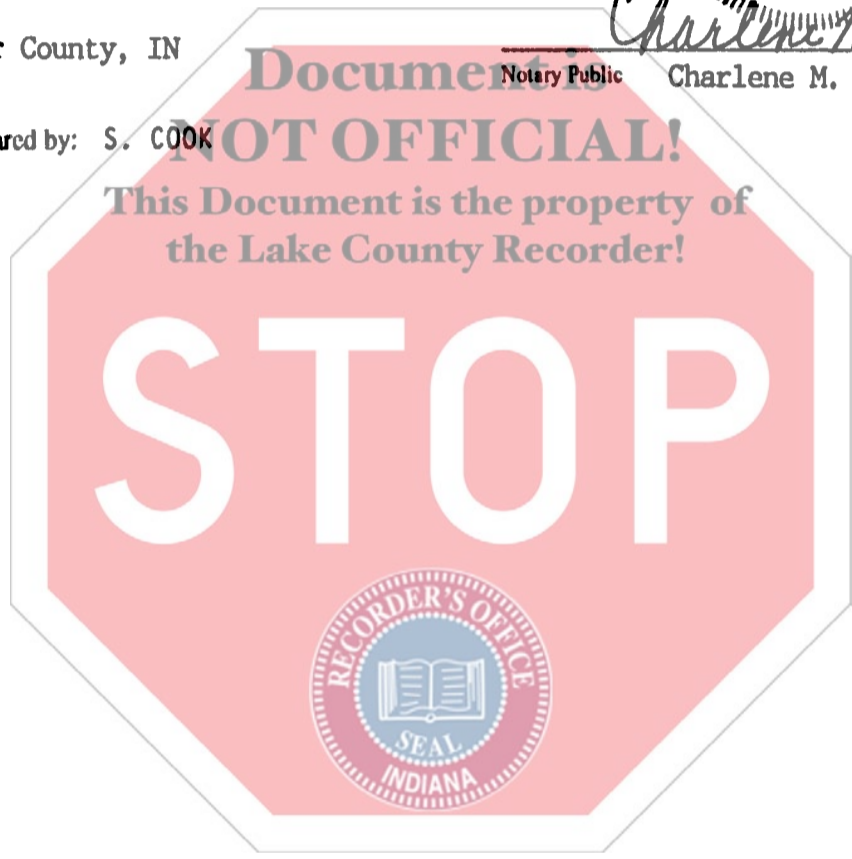 Charlene M.
County, IN
Document is
Notary Public Charlene M.
by: S. COOK
NOT OFFICIAL!
This Document is the property of
the Lake County Recorder!
STOP
RECORDER'S OFFICE
SEAL
INDIANA